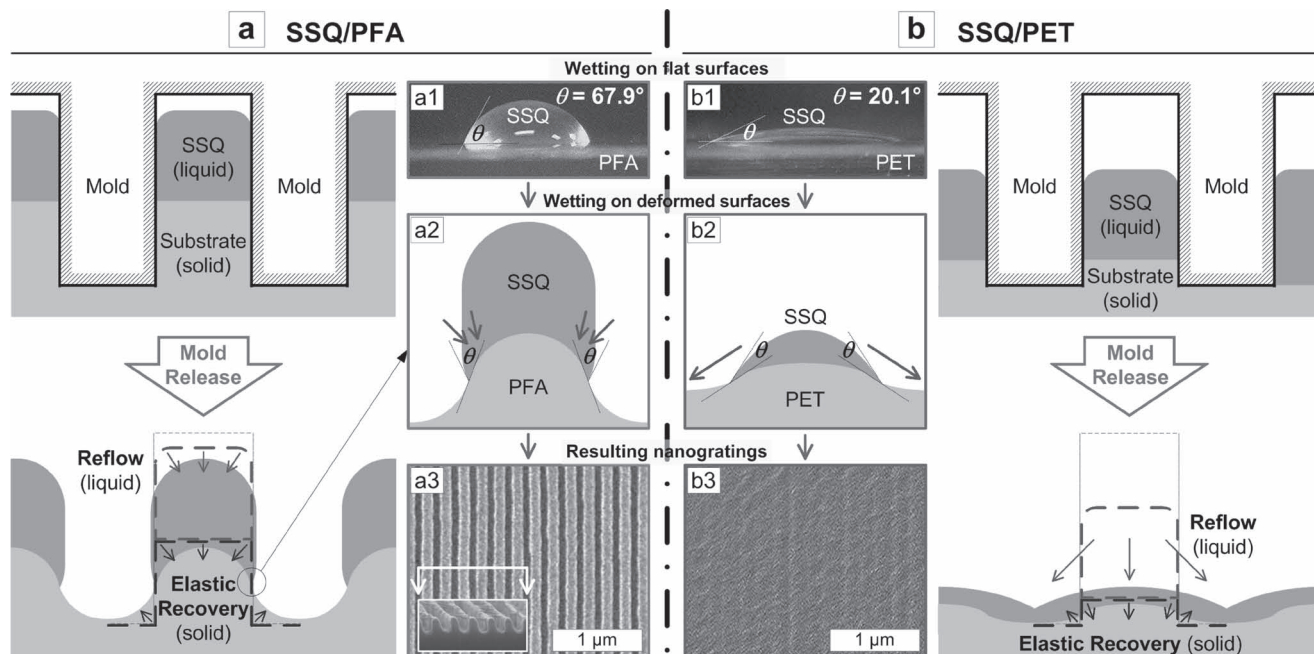 a SSQ/PFA
b SSQ/PET
Wetting on flat surfaces
a1
θ = 67.9°
SSQ
θ
PFA
b1
θ = 20.1°
SSQ
θ
PET
SSQ
(liquid)
Mold
Mold
Substrate
(solid)
Wetting on deformed surfaces
a2
SSQ
θ
θ
PFA
b2
SSQ
θ
θ
PET
Mold
Mold
SSQ
(liquid)
Substrate
(solid)
Mold
Release
Mold
Release
Reflow
(liquid)
Elastic
Recovery
(solid)
Resulting nanogratings
a3
1 µm
b3
1 µm
Reflow
(liquid)
Elastic Recovery (solid)